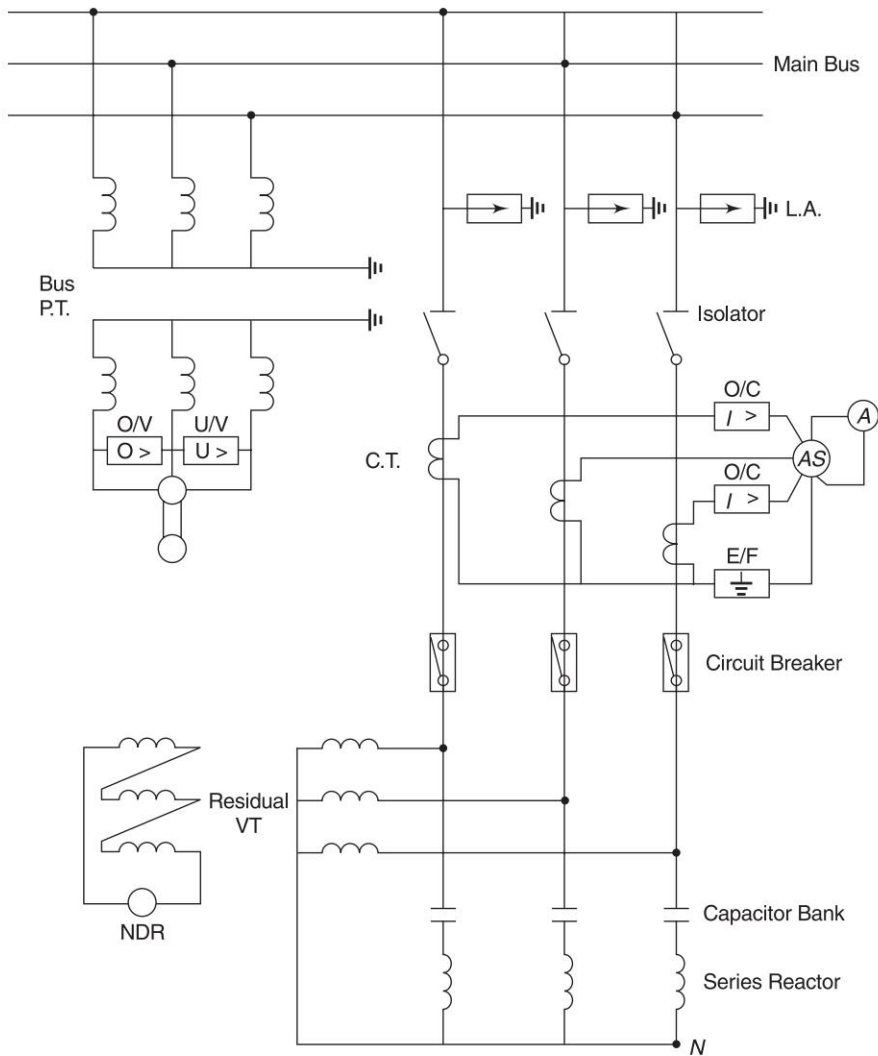 Main Bus
L.A.
Bus
P.T.
Isolator
O/V
U/V
O >
U >
C.T.
O/C
I >
A
AS
O/C
I >
E/F
Circuit Breaker
Residual
VT
NDR
Capacitor Bank
Series Reactor
N